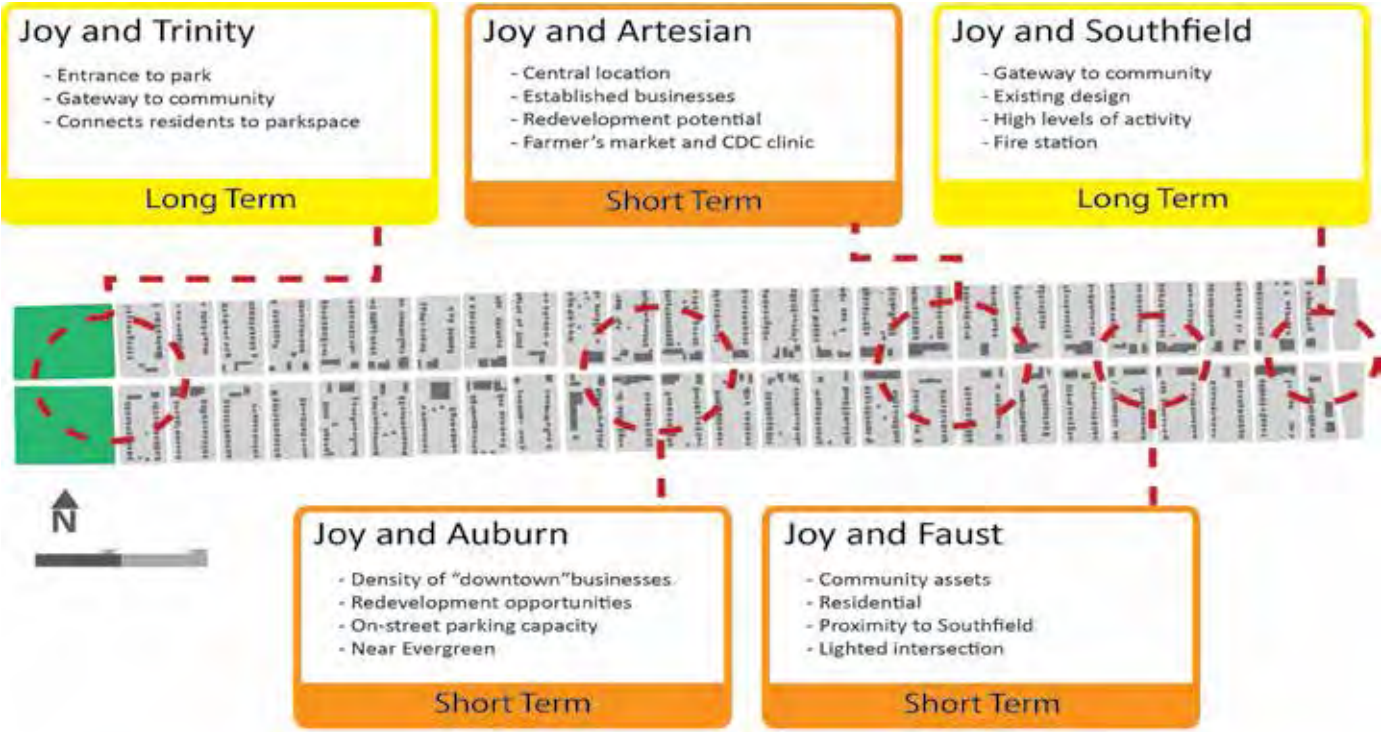 Joy and Trinity
- Entrance to park
- Gateway to community
- Connects residents to parkspace
Long Term
Joy and Artesian
- Central location
- Established businesses
- Redevelopment potential
- Farmer's market and CDC clinic
Short Term
Joy and Southfield
- Gateway to community
- Existing design
- High levels of activity
- Fire station
Long Term
N
Joy and Auburn
- Density of "downtown"businesses
- Redevelopment opportunities
- On-street parking capacity
- Near Evergreen
Short Term
Joy and Faust
- Community assets
- Residential
- Proximity to Southfield
- Lighted intersection
Short Term